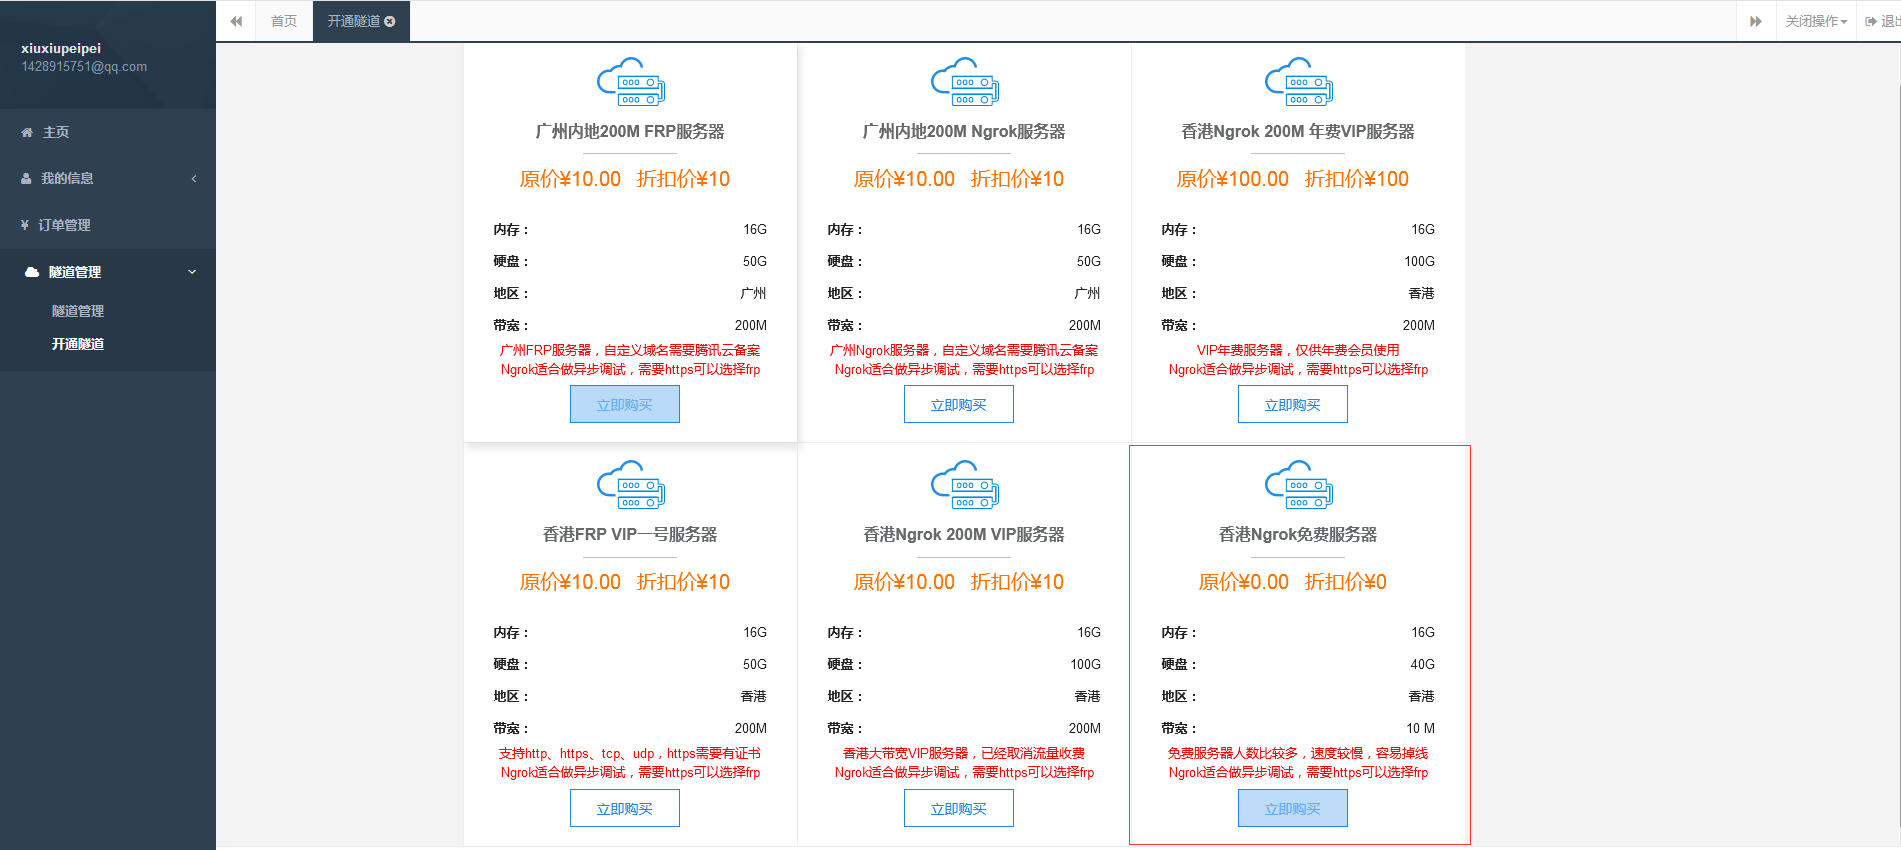 xiuxiupeipei
1428915751@qq.com
主页
我的信息
¥ 订单管理
隧道管理
隧道管理
开通隧道
首页
开通隧道
关闭操作
退出
广州内地200M FRP服务器
原价¥10.00 折扣价¥10
内存： 16G
硬盘： 50G
地区： 广州
带宽： 200M
广州FRP服务器，自定义域名需要腾讯云备案
Ngrok适合做异步调试，需要https可以选择frp
立即购买
广州内地200M Ngrok服务器
原价¥10.00 折扣价¥10
内存： 16G
硬盘： 50G
地区： 广州
带宽： 200M
广州Ngrok服务器，自定义域名需要腾讯云备案
Ngrok适合做异步调试，需要https可以选择frp
立即购买
香港Ngrok 200M 年费VIP服务器
原价¥100.00 折扣价¥100
内存： 16G
硬盘： 100G
地区： 香港
带宽： 200M
VIP年费服务器，仅供年费会员使用
Ngrok适合做异步调试，需要https可以选择frp
立即购买
香港FRP VIP一号服务器
原价¥10.00 折扣价¥10
内存： 16G
硬盘： 50G
地区： 香港
带宽： 200M
支持http、https、tcp、udp，https需要有证书
Ngrok适合做异步调试，需要https可以选择frp
立即购买
香港Ngrok 200M VIP服务器
原价¥10.00 折扣价¥10
内存： 16G
硬盘： 100G
地区： 香港
带宽： 200M
香港大带宽VIP服务器，已经取消流量收费
Ngrok适合做异步调试，需要https可以选择frp
立即购买
香港Ngrok免费服务器
原价¥0.00 折扣价¥0
内存： 16G
硬盘： 40G
地区： 香港
带宽： 10 M
免费服务器人数比较多，速度较慢，容易掉线
Ngrok适合做异步调试，需要https可以选择frp
立即购买